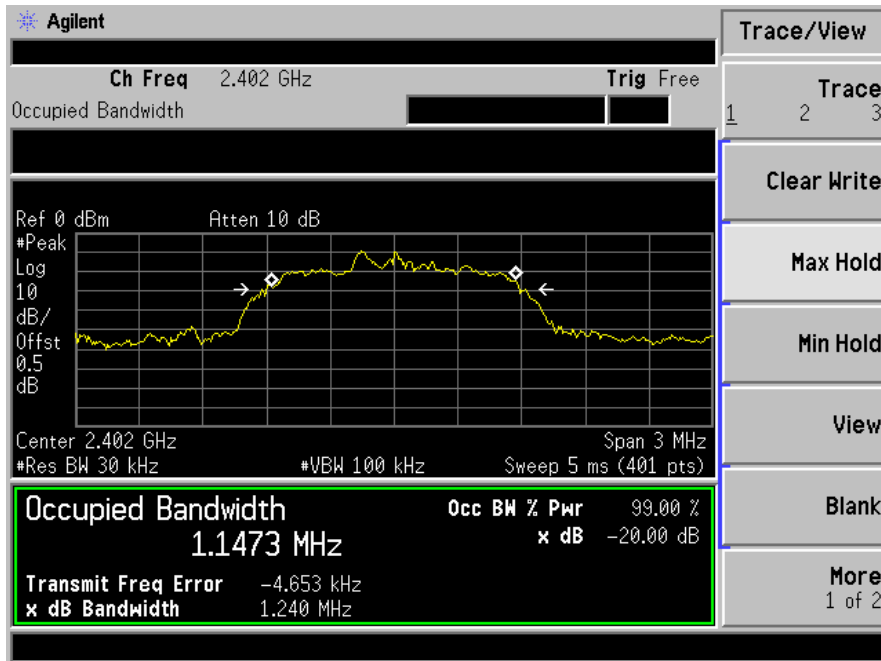 Agilent
Trace/View
Ch Freq 2.402 GHz Trig Free
Occupied Bandwidth
Trace
1 2 3
Clear Write
Max Hold
Min Hold
View
Blank
More
1 of 2
Ref 0 dBm Atten 10 dB
#Peak
Log
10
dB/
Offst
0.5
dB
Center 2.402 GHz Span 3 MHz
#Res BW 30 kHz #VBW 100 kHz Sweep 5 ms (401 pts)
Occupied Bandwidth Occ BW % Pwr 99.00 %
1.1473 MHz x dB -20.00 dB
Transmit Freq Error -4.653 kHz
x dB Bandwidth 1.240 MHz